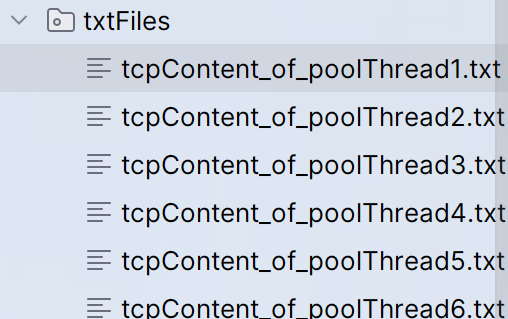 txtFiles
tcpContent_of_poolThread1.txt
tcpContent_of_poolThread2.txt
tcpContent_of_poolThread3.txt
tcpContent_of_poolThread4.txt
tcpContent_of_poolThread5.txt
tcpContent_of_poolThread6.txt